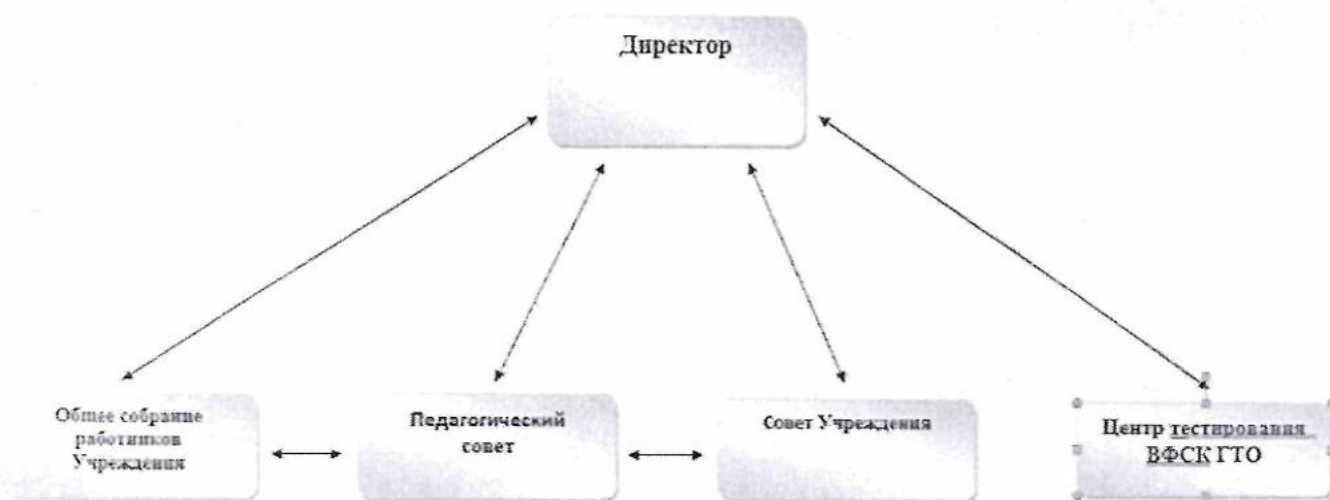 Директор
Общее собрание
работников
Учреждения
Педагогический
совет
Совет Учреждения
Центр тестирования
ВФСК ГТО